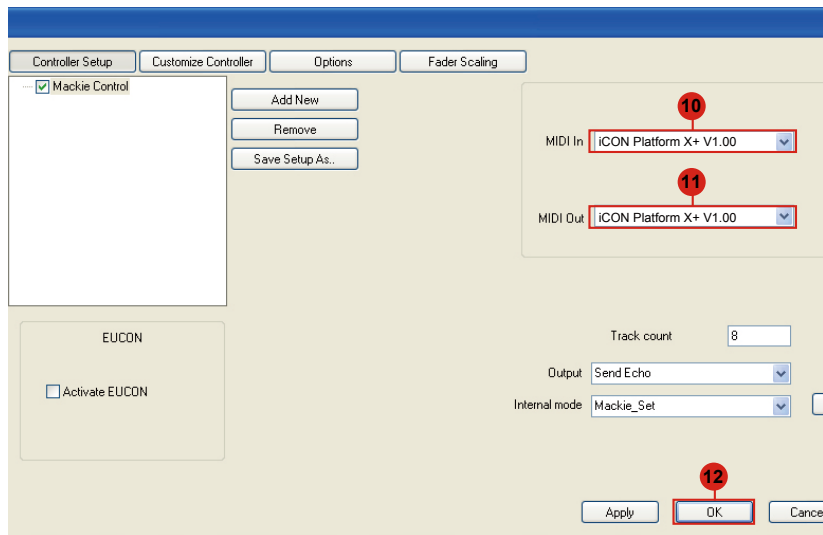 Controller Setup
Customize Controller
Options
Fader Scaling
Mackie Control
Add New
Remove
Save Setup As..
10
MIDI In
iCON Platform X+ V1.00
11
MIDI Out
iCON Platform X+ V1.00
EUCON
Activate EUCON
Track count
8
Output
Send Echo
Internal mode
Mackie_Set
12
Apply
OK
Cance